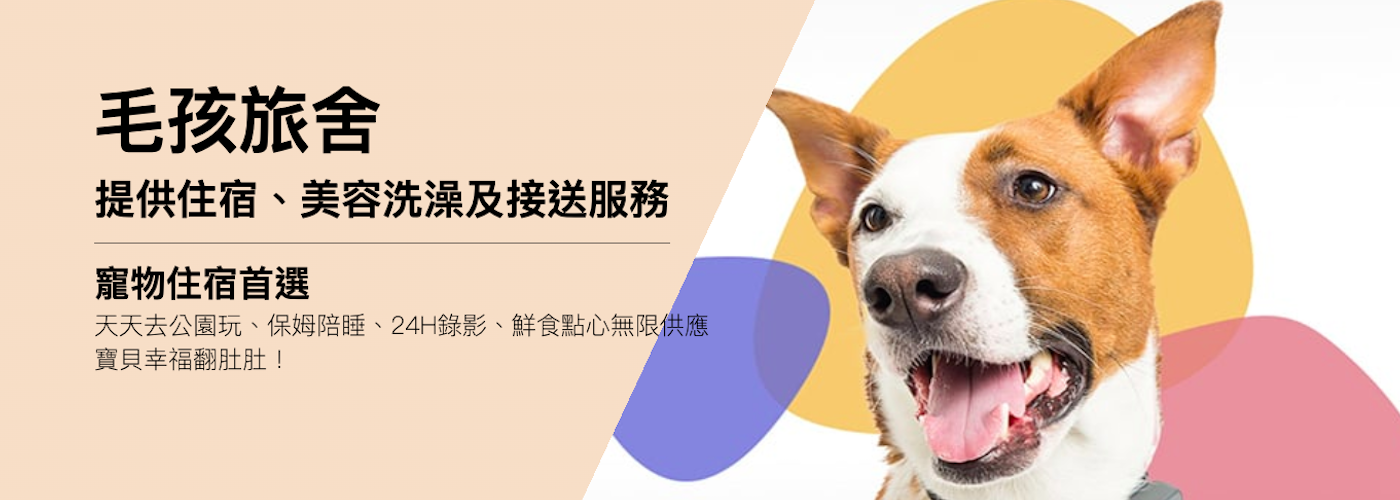 毛孩旅舍
提供住宿、美容洗澡及接送服務
寵物住宿首選
天天去公園玩、保姆陪睡、24H錄影、鮮食點心無限供應
寶貝幸福翻肚肚！